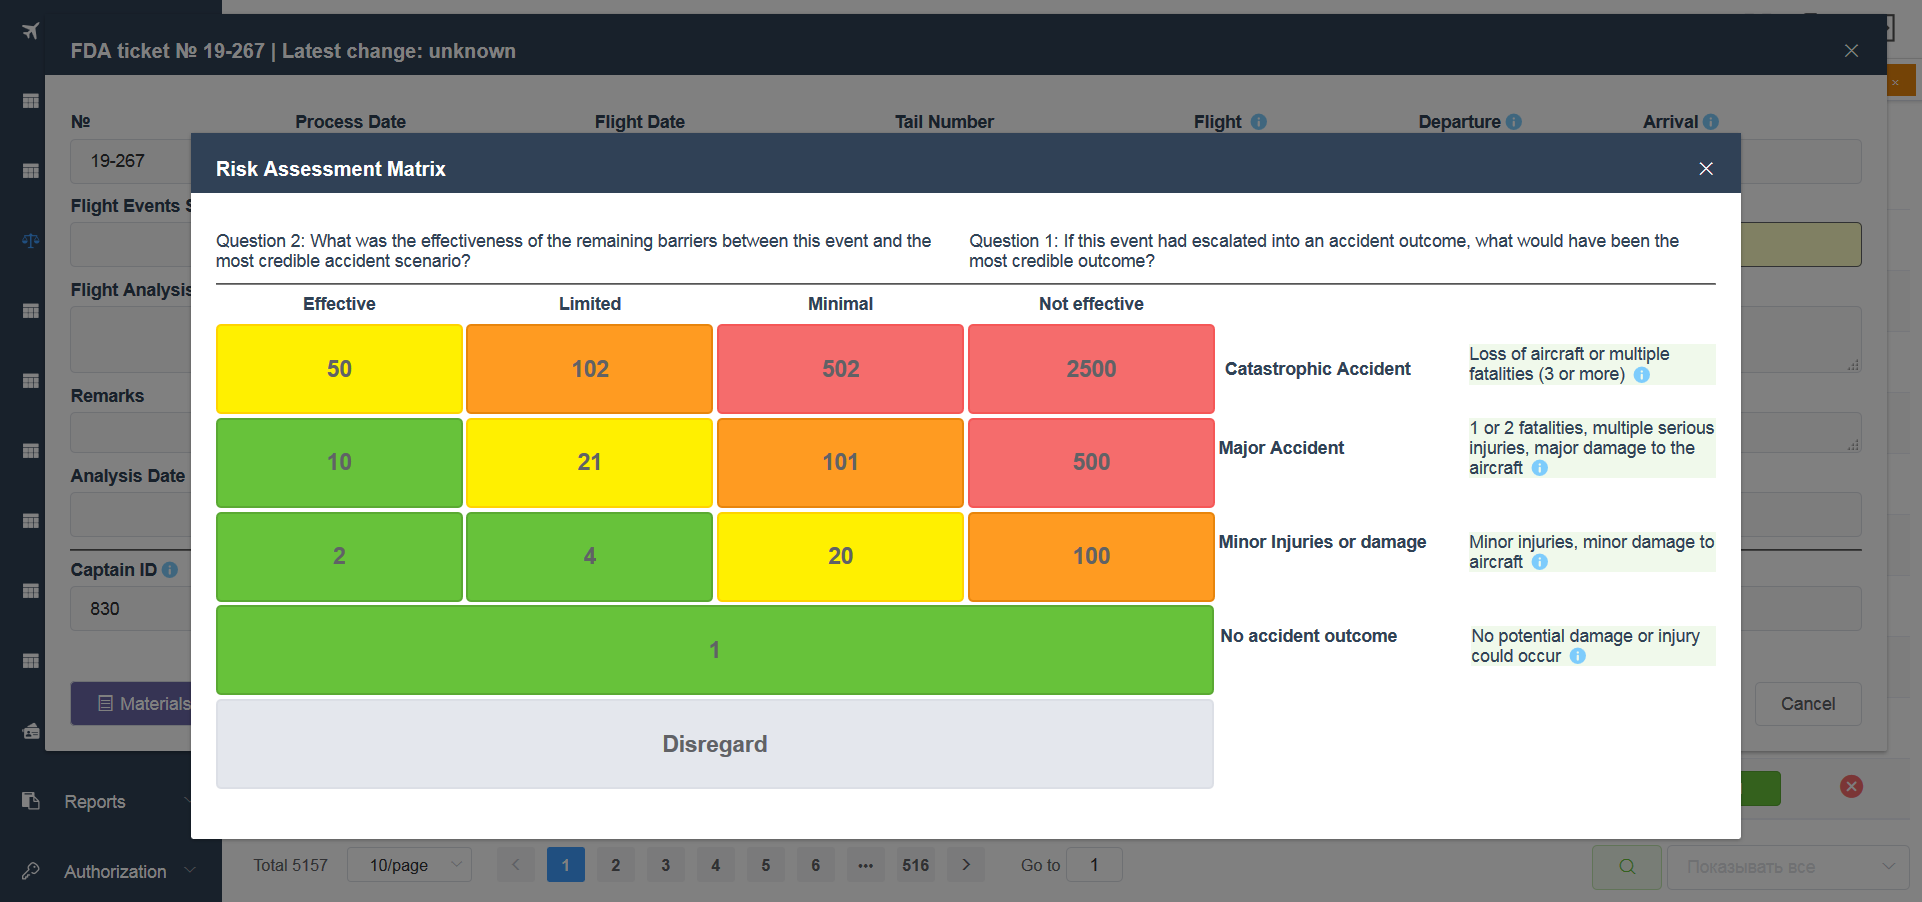 FDA ticket № 19-267 | Latest change: unknown
№ Process Date Flight Date Tail Number Flight Departure Arrival
19-267
Risk Assessment Matrix
Flight Events
Question 2: What was the effectiveness of the remaining barriers between this event and the
most credible accident scenario?
Question 1: If this event had escalated into an accident outcome, what would have been the
most credible outcome?
Effective Limited Minimal Not effective
Flight Analysis
50 102 502 2500 Catastrophic Accident
Loss of aircraft or multiple
fatalities (3 or more)
Remarks
10 21 101 500 Major Accident
1 or 2 fatalities, multiple serious
injuries, major damage to the
aircraft
Analysis Date
2 4 20 100 Minor Injuries or damage
Minor injuries, minor damage to
aircraft
Captain ID
830
1 No accident outcome
No potential damage or injury
could occur
Materials
Disregard
Cancel
Reports
Authorization
Total 5157 10/page 1 2 3 4 5 6 ••• 516 Go to 1
Показывать все